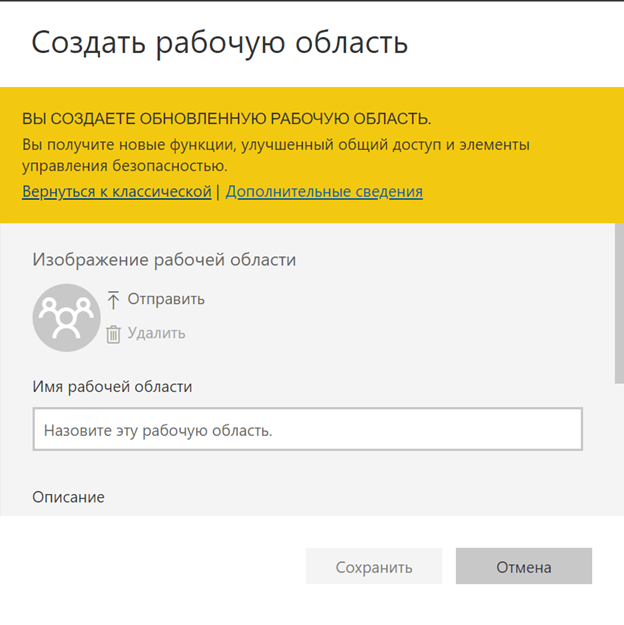 Создать рабочую область
ВЫ СОЗДАЕТЕ ОБНОВЛЕННУЮ РАБОЧУЮ ОБЛАСТЬ.
Вы получите новые функции, улучшенный общий доступ и элементы
управления безопасностью.
Вернуться к классической | Дополнительные сведения
Изображение рабочей области
Отправить
Удалить
Имя рабочей области
Назовите эту рабочую область.
Описание
Сохранить Отмена